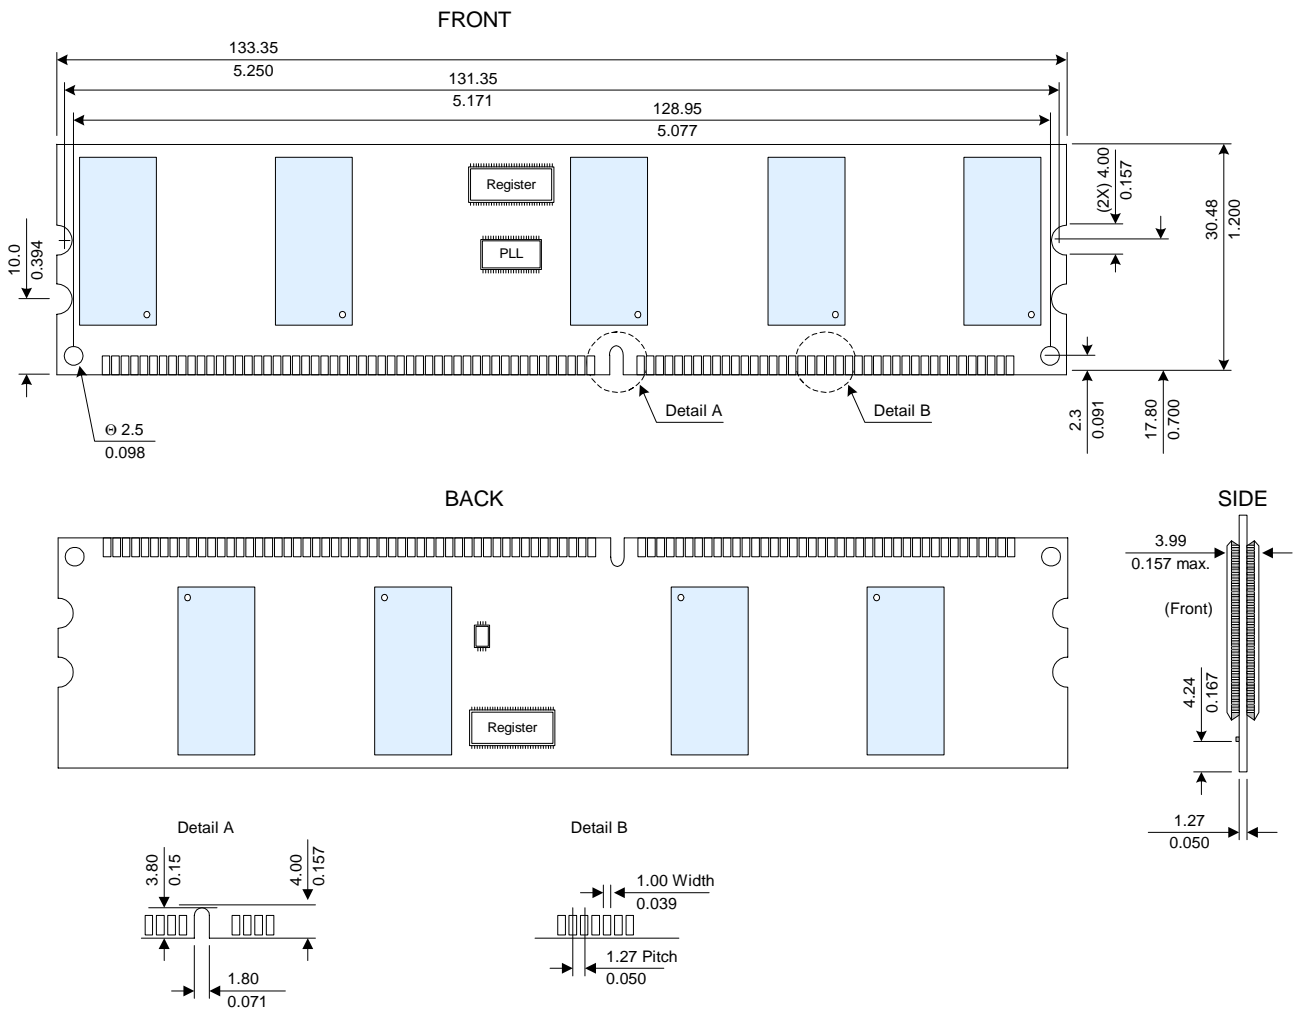 FRONT
133.35
5.250
131.35
5.171
128.95
5.077
Register
PLL
(2X) 4.00
0.157
30.48
1.200
10.0
0.394
Detail A
Detail B
2.3
0.091
17.80
0.700
Θ 2.5
0.098
BACK
SIDE
3.99
0.157 max.
(Front)
4.24
0.167
Register
1.27
0.050
Detail A
3.80
0.15
4.00
0.157
1.80
0.071
Detail B
1.00 Width
0.039
1.27 Pitch
0.050